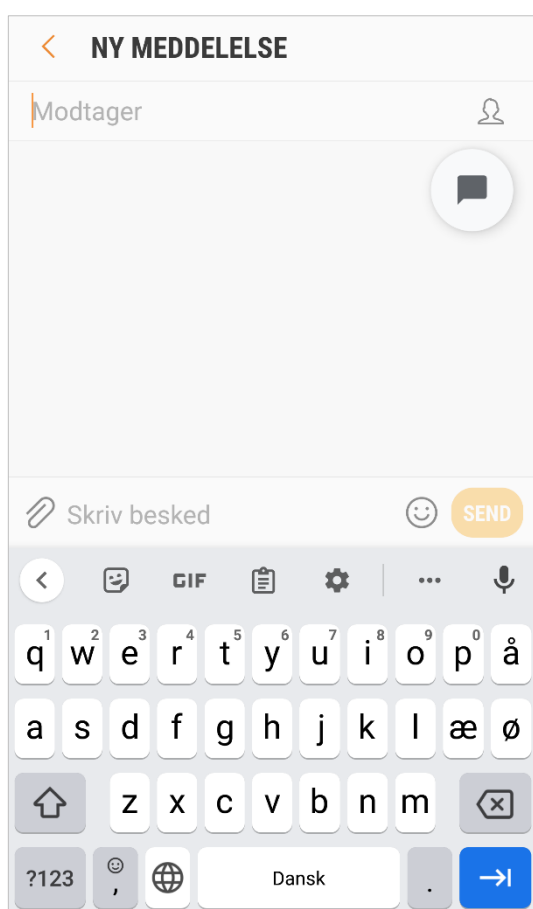 NY MEDDELELSE
Modtager
Skriv besked
SEND
GIF
1 2 3 4 5 6 7 8 9 0
q w e r t y u i o p å
a s d f g h j k l æ ø
z x c v b n m
?123 , Dansk .